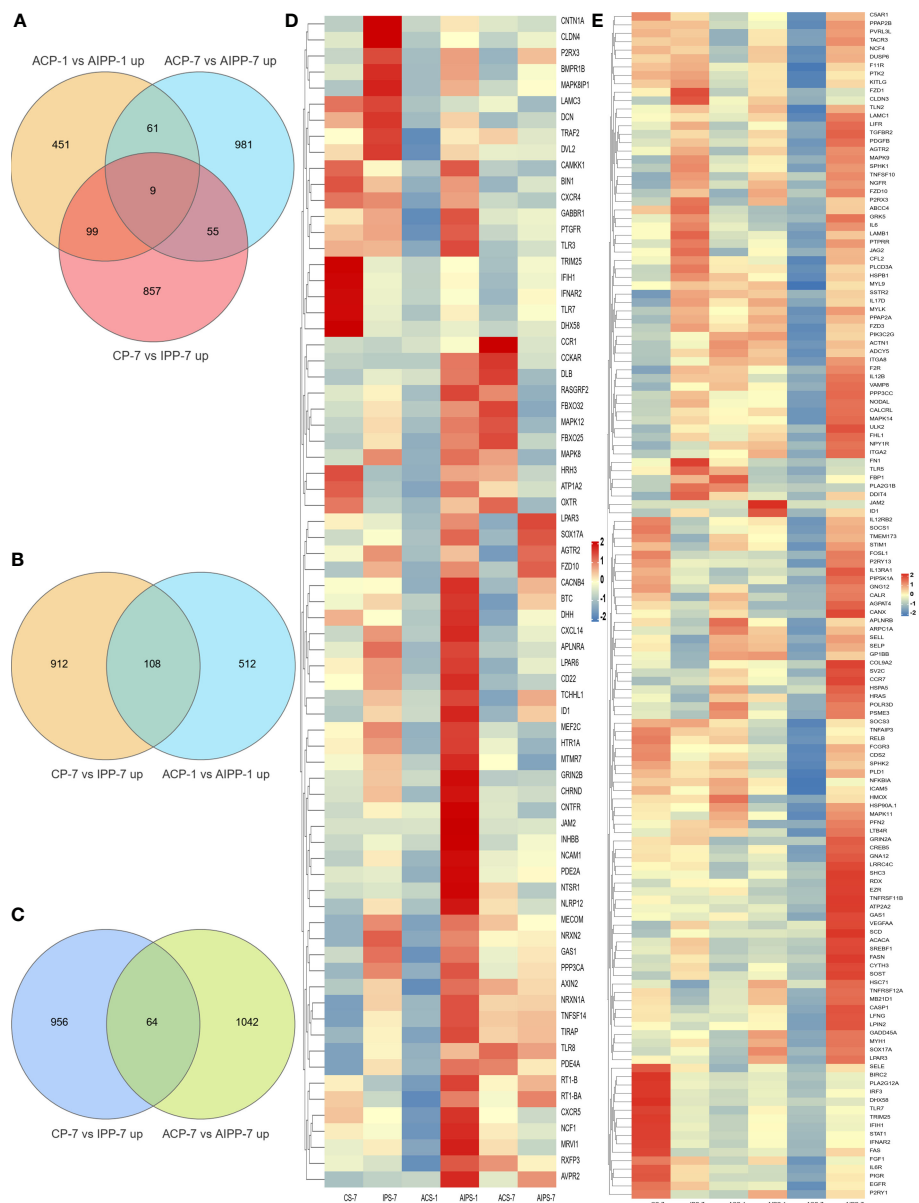 A
ACP-1 vs AIPP-1 up
ACP-7 vs AIPP-7 up
451
61
981
9
99
55
857
CP-7 vs IPP-7 up
B
912
108
512
CP-7 vs IPP-7 up
ACP-1 vs AIPP-1 up
C
956
64
1042
CP-7 vs IPP-7 up
ACP-7 vs AIPP-7 up
D
CNTN1A
CLDN4
P2RX3
BMPR1B
MAPK8IP1
LAMC3
DCN
TRAF2
DVL2
CAMKK1
BIN1
CXCR4
GABBR1
PTGFR
TLR3
TRIM25
IFIH1
IFNAR2
TLR7
DHX58
CCR1
CCKAR
DLB
RASGRF2
FBXO32
MAPK12
FBXO25
MAPK8
HRH3
ATP1A2
OXTR
LPAR3
SOX17A
AGTR2
FZD10
CACNB4
BTC
DHH
CXCL14
APLNRA
LPAR6
CD22
TCHHL1
ID1
MEF2C
HTR1A
MTMR7
GRIN2B
CHRND
CNTFR
JAM2
INHBB
NCAM1
PDE2A
NTSR1
NLRP12
MECOM
NRXN2
GAS1
PPP3CA
AXIN2
NRXN1A
TNFSF14
TIRAP
TLR8
PDE4A
RT1-B
RT1-BA
CXCR5
NCF1
MRVI1
RXFP3
AVPR2
CS-7
IPS-7
ACS-1
AIPS-1
ACS-7
AIPS-7
2
1
0
-1
-2
E
C5AR1
PPAP2B
PVRL3L
TACR3
NCF4
DUSP6
F11R
PTK2
KITLG
FZD1
CLDN3
TLN2
LAMC1
LIFR
TGFBR2
PDGFB
AGTR2
MAPK9
SPHK1
TNFSF10
NGFR
FZD10
P2RX3
ABCC4
GRK5
IL6
LAMB1
PTPRR
JAG2
CFL2
PLCD3A
HSPB1
MYL9
SSTR2
IL17D
MYLK
PPAP2A
FZD3
PIK3C2G
ACTN1
ADCY5
ITGA8
F2R
IL12B
VAMP8
PPP3CC
NODAL
CALCRL
MAPK14
ULK2
FHL1
NPY1R
ITGA2
FN1
TLR5
FBP1
PLA2G1B
DDIT4
JAM2
ID1
IL12RB2
SOCS1
TMEM173
STIM1
FOSL1
P2RY13
IL13RA1
PIP5K1A
GNG12
CALR
AGPAT4
CANX
APLNRB
ARPC1A
SELL
SELP
GP1BB
COL9A2
SV2C
CCR7
HSPA5
HRAS
POLR3D
PSME3
SOCS3
TNFAIP3
RELB
FCGR3
CDS2
SPHK2
PLD1
NFKBIA
ICAM5
HMOX
HSP90A.1
MAPK11
PFN2
LTB4R
GRIN2A
CREB5
GNA12
LRRC4C
SHC3
RDX
EZR
TNFRSF11B
ATP2A2
GAS1
VEGFAA
SCD
ACACA
SREBF1
FASN
CYTH3
SOST
HSC71
TNFRSF12A
MB21D1
CASP1
LFNG
LPIN2
GADD45A
MYH1
SOX17A
LPAR3
SELE
BIRC2
PLA2G12A
IRF3
DHX58
TLR7
TRIM25
IFIH1
STAT1
IFNAR2
FAS
FGF1
IL6R
PIGR
EGFR
P2RY1
2
1
0
-1
-2